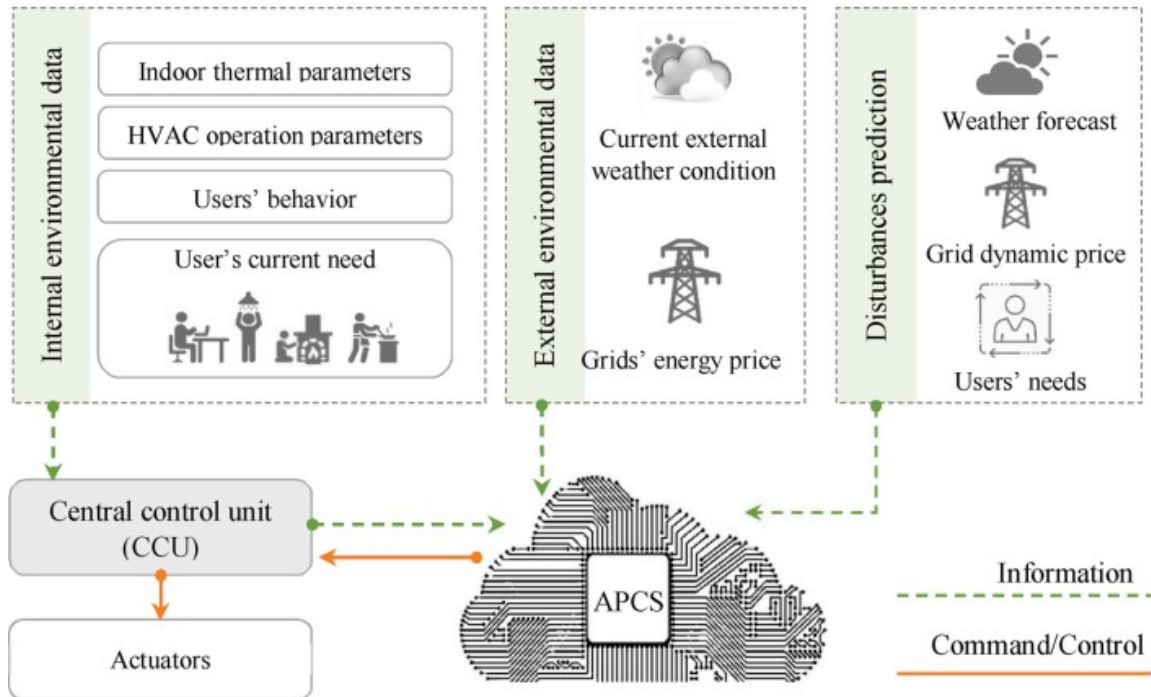 Internal environmental data
Indoor thermal parameters
HVAC operation parameters
Users' behavior
User's current need
External environmental data
Current external
weather condition
Grids' energy price
Disturbances prediction
Weather forecast
Grid dynamic price
Users' needs
Central control unit
(CCU)
Actuators
APCS
Information
Command/Control